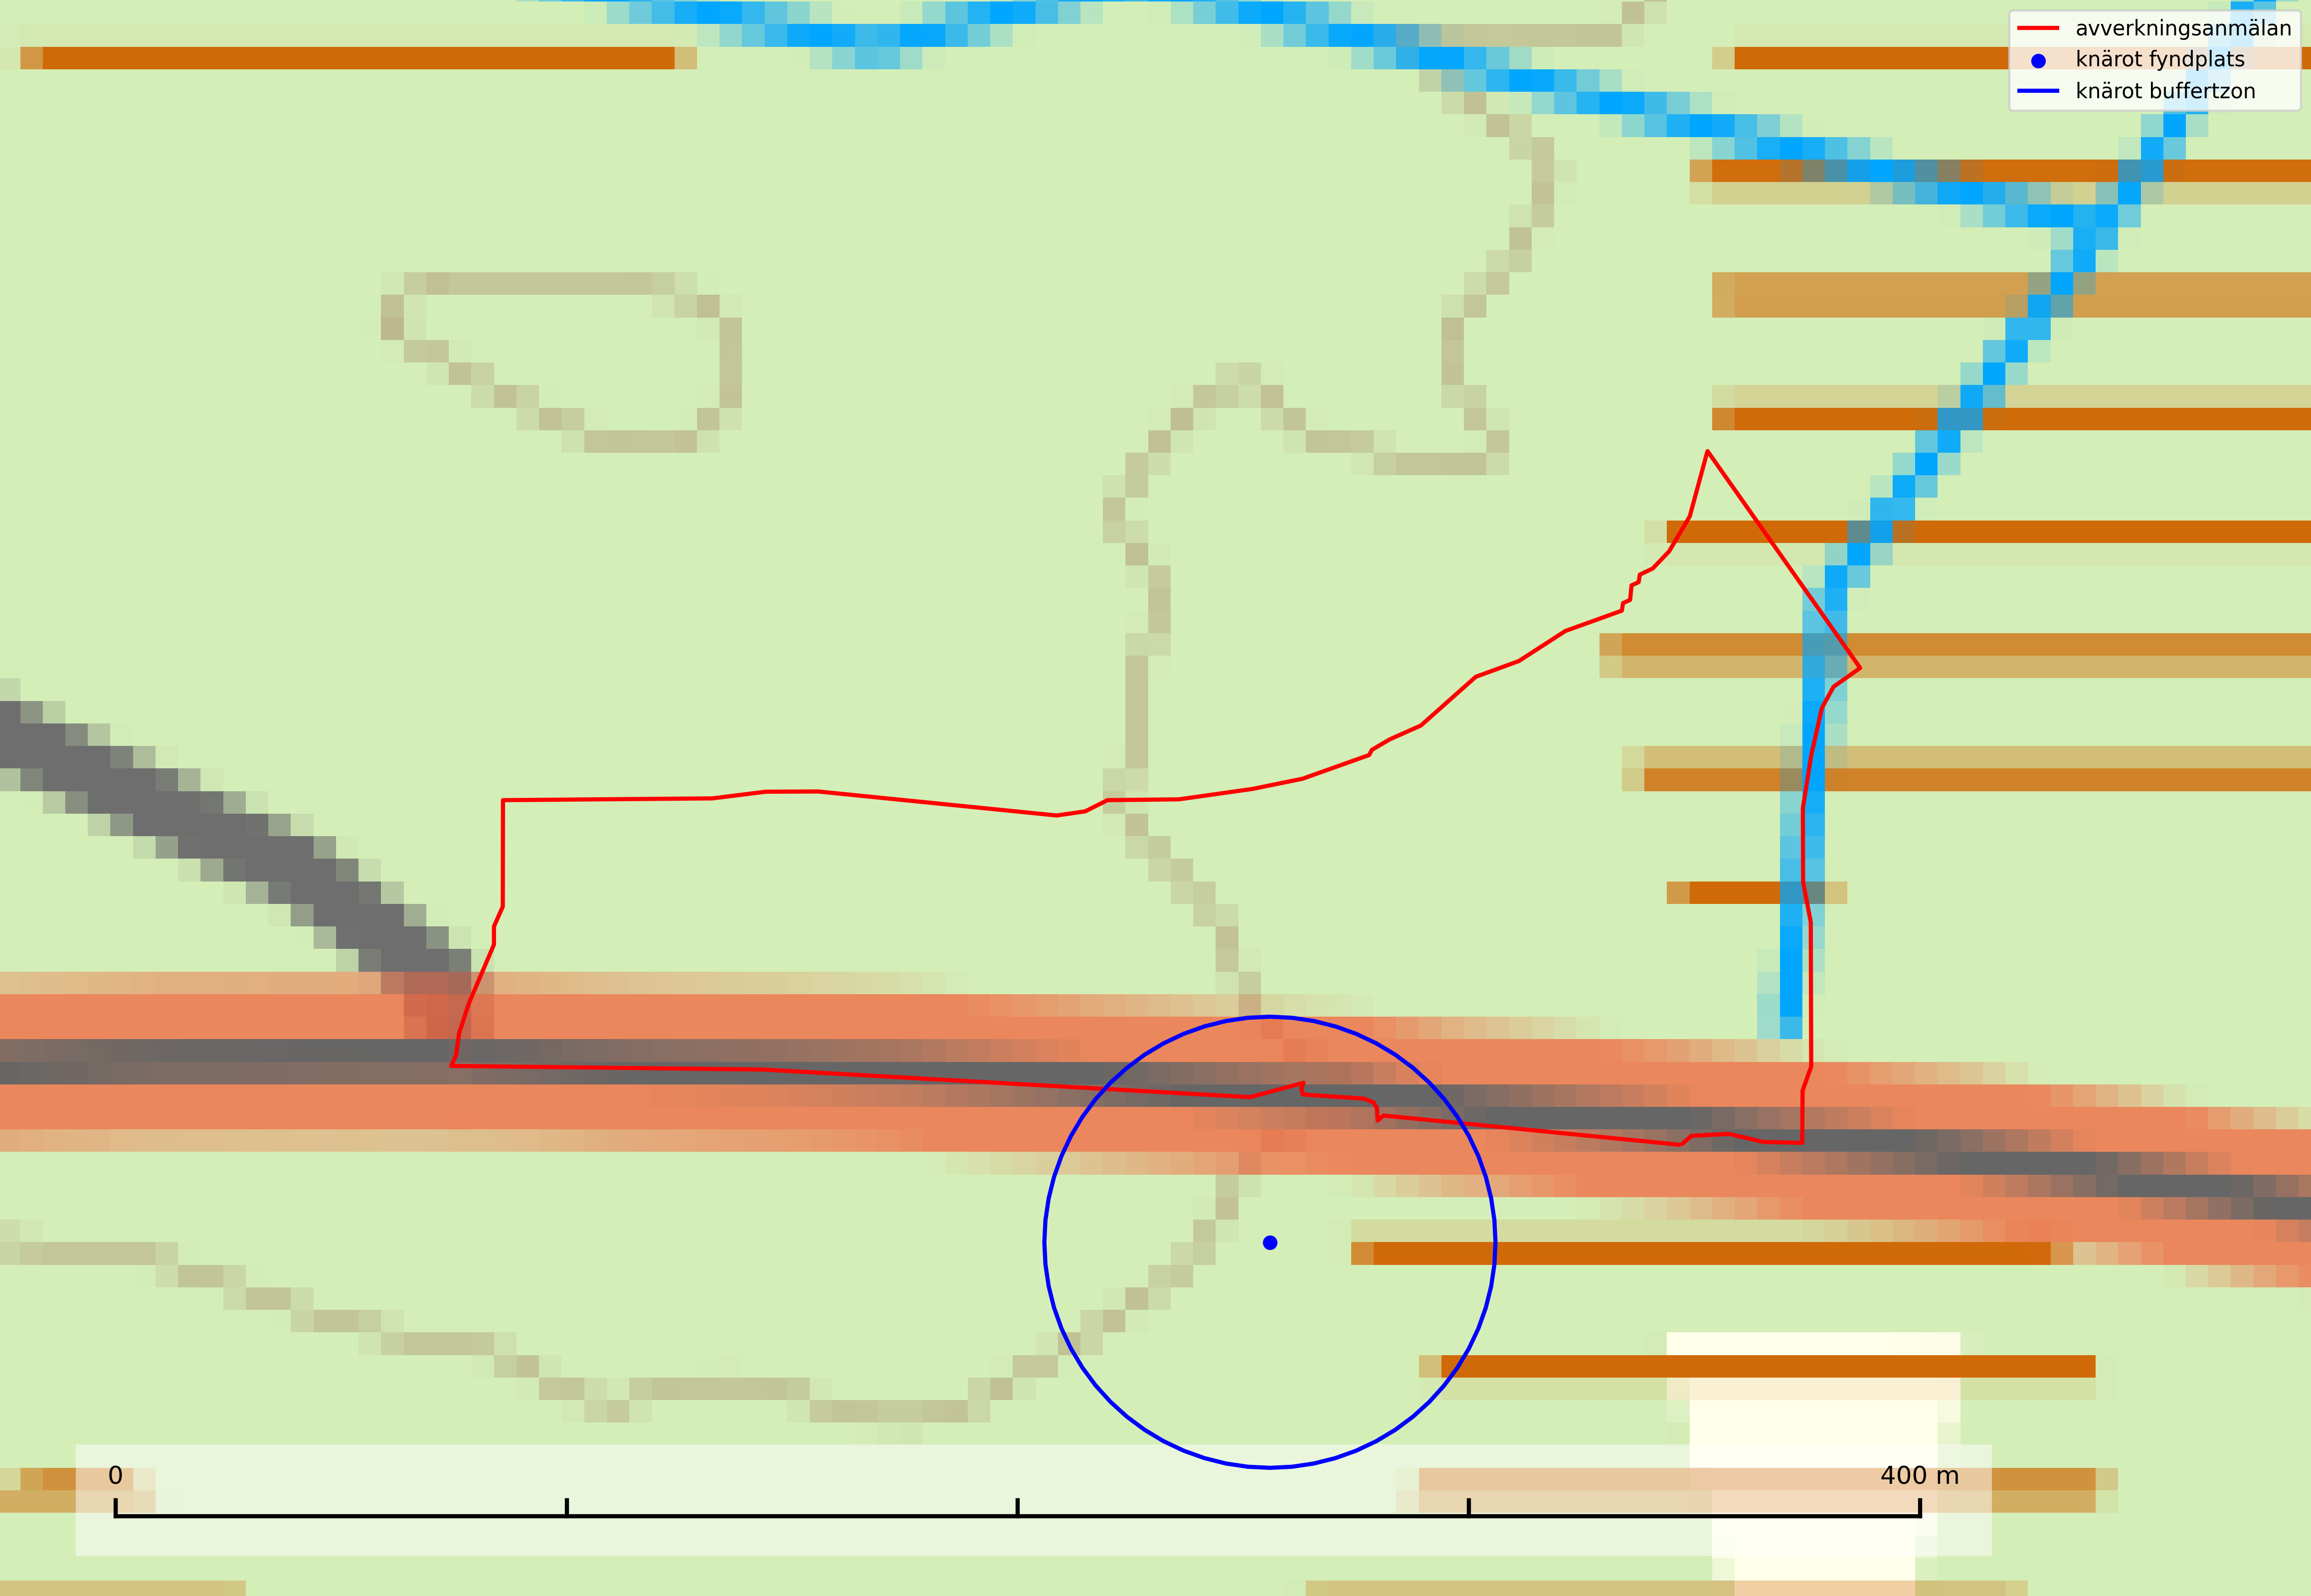 avverkningsanmälan
knärot fyndplats
knärot buffertzon
0 400 m